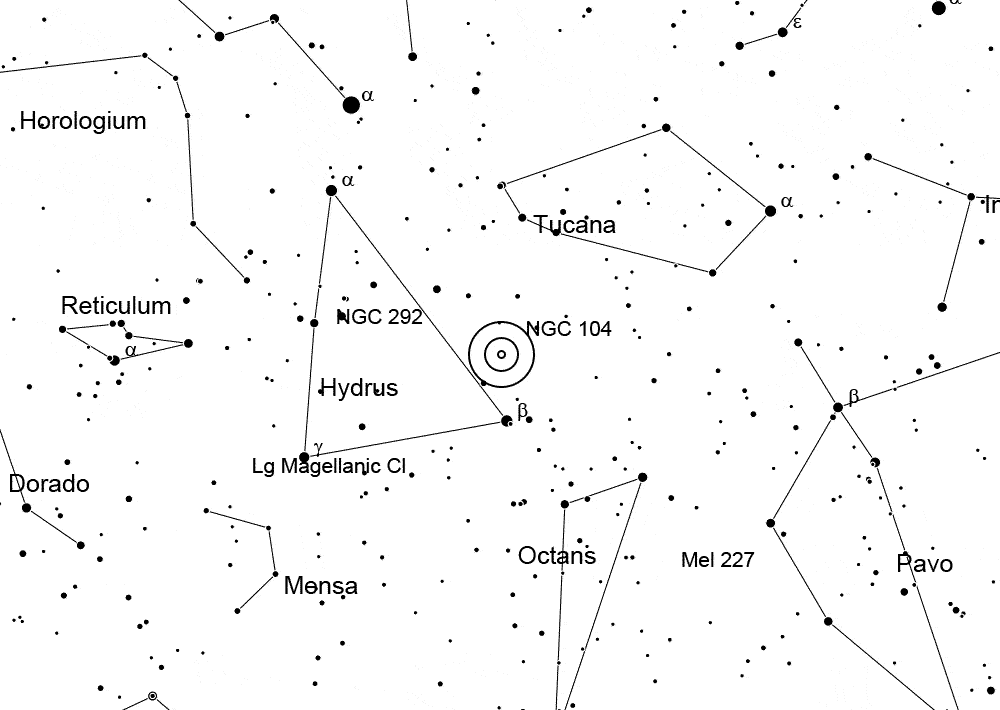 α
ε
α
Horologium
α
α
In
Tucana
Reticulum
NGC 292
NGC 104
α
Hydrus
β
β
γ
Lg Magellanic Cl
Dorado
Octans
Mel 227
Pavo
Mensa